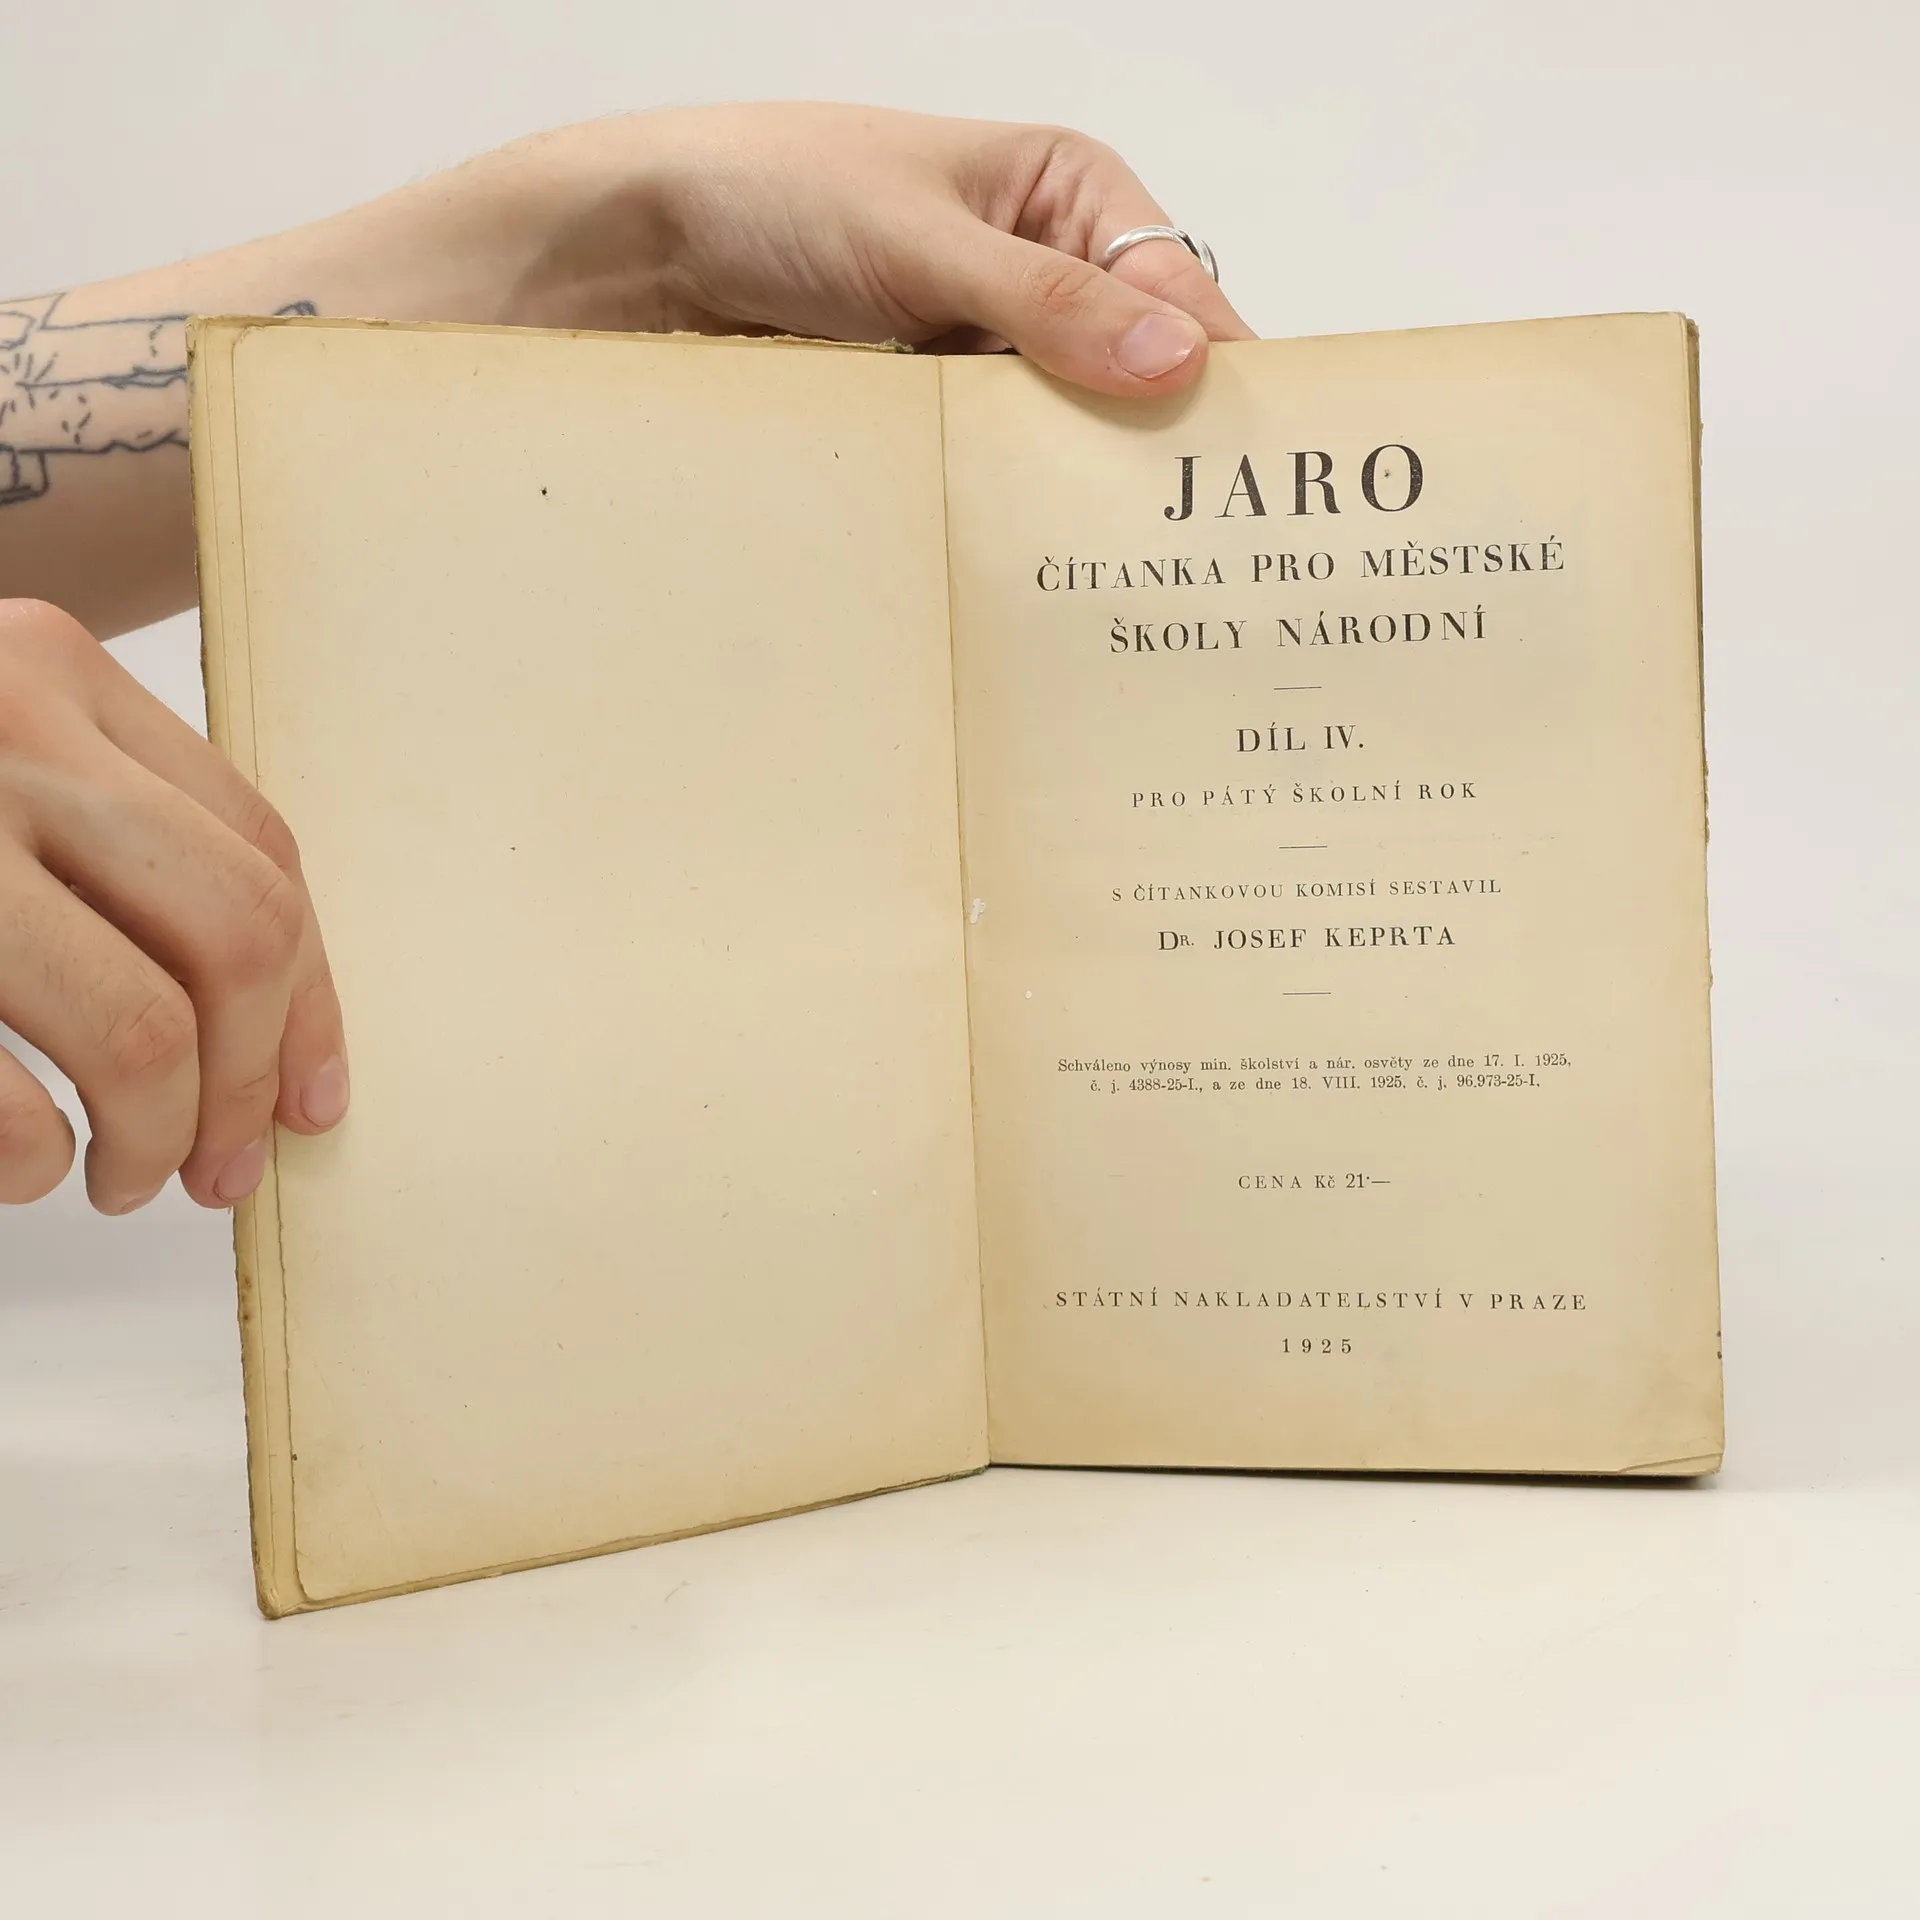 JARO
ČÍTANKA PRO MĚSTSKÉ
ŠKOLY NÁRODNÍ
DÍL IV.
PRO PÁTÝ ŠKOLNÍ ROK
S ČÍTANKOVOU KOMISÍ SESTAVIL
DR. JOSEF KEPRTA
Schváleno výnosy min. školství a nár. osvěty ze dne 17. I. 1925,
č. j. 4388-25-I., a ze dne 18. VIII. 1925. č. j. 96.973-25-I.
CENA Kč 21·—
STÁTNÍ NAKLADATELSTVÍ V PRAZE
1925